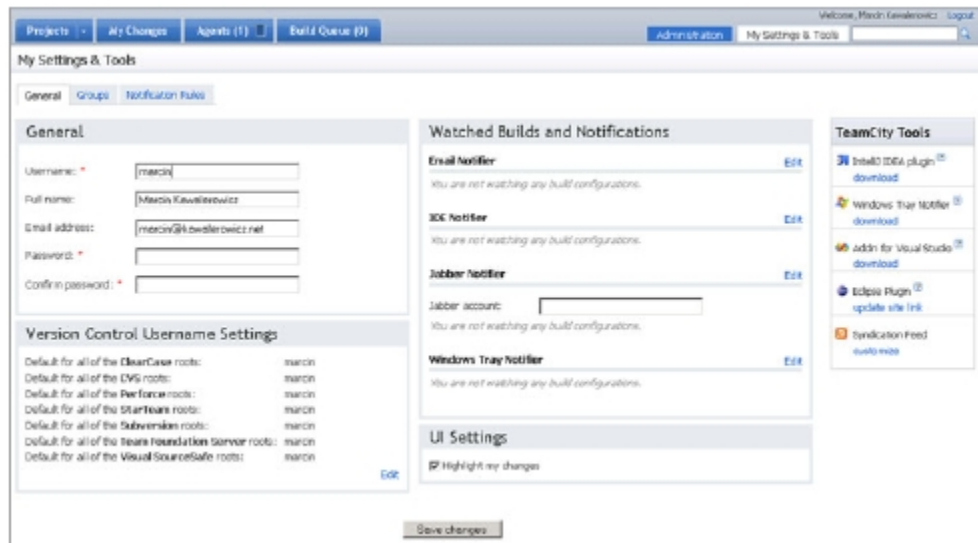 Welcome, Marcin Kawalerowicz Logout
Projects My Changes Agents (1) Build Queue (0)
Administration My Settings & Tools
My Settings & Tools
General Groups Notification Rules
General
Username: * marcin
Full name: Marcin Kawalerowicz
Email address: marcin@kawalerowicz.net
Password: *
Confirm password: *
Version Control Username Settings
Default for all of the ClearCase roots: marcin
Default for all of the CVS roots: marcin
Default for all of the Perforce roots: marcin
Default for all of the StarTeam roots: marcin
Default for all of the Subversion roots: marcin
Default for all of the Team Foundation Server roots: marcin
Default for all of the Visual SourceSafe roots: marcin
Edit
Watched Builds and Notifications
Email Notifier Edit
You are not watching any build configurations.
IDE Notifier Edit
You are not watching any build configurations.
Jabber Notifier Edit
Jabber account:
You are not watching any build configurations.
Windows Tray Notifier Edit
You are not watching any build configurations.
UI Settings
Highlight my changes
TeamCity Tools
IntelliJ IDEA plugin
download
Windows Tray Notifier
download
Addin for Visual Studio
download
Eclipse Plugin
update site link
Syndication Feed
customize
Save changes